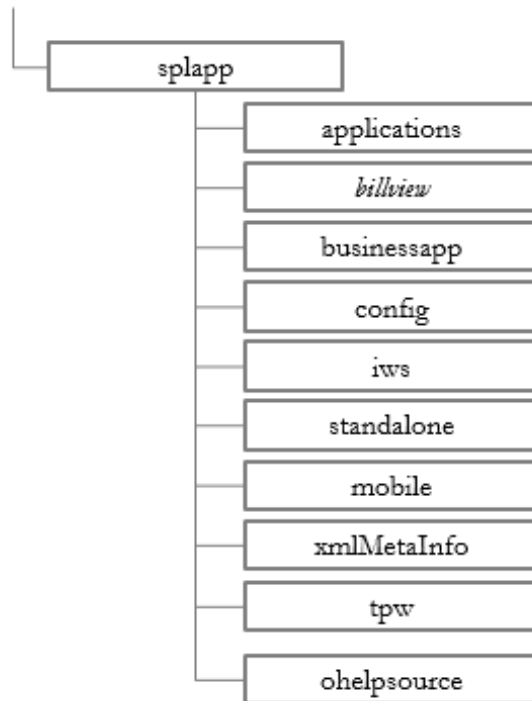 splapp
applications
billview
businessapp
config
iws
standalone
mobile
xmlMetaInfo
tpw
ohelpsource